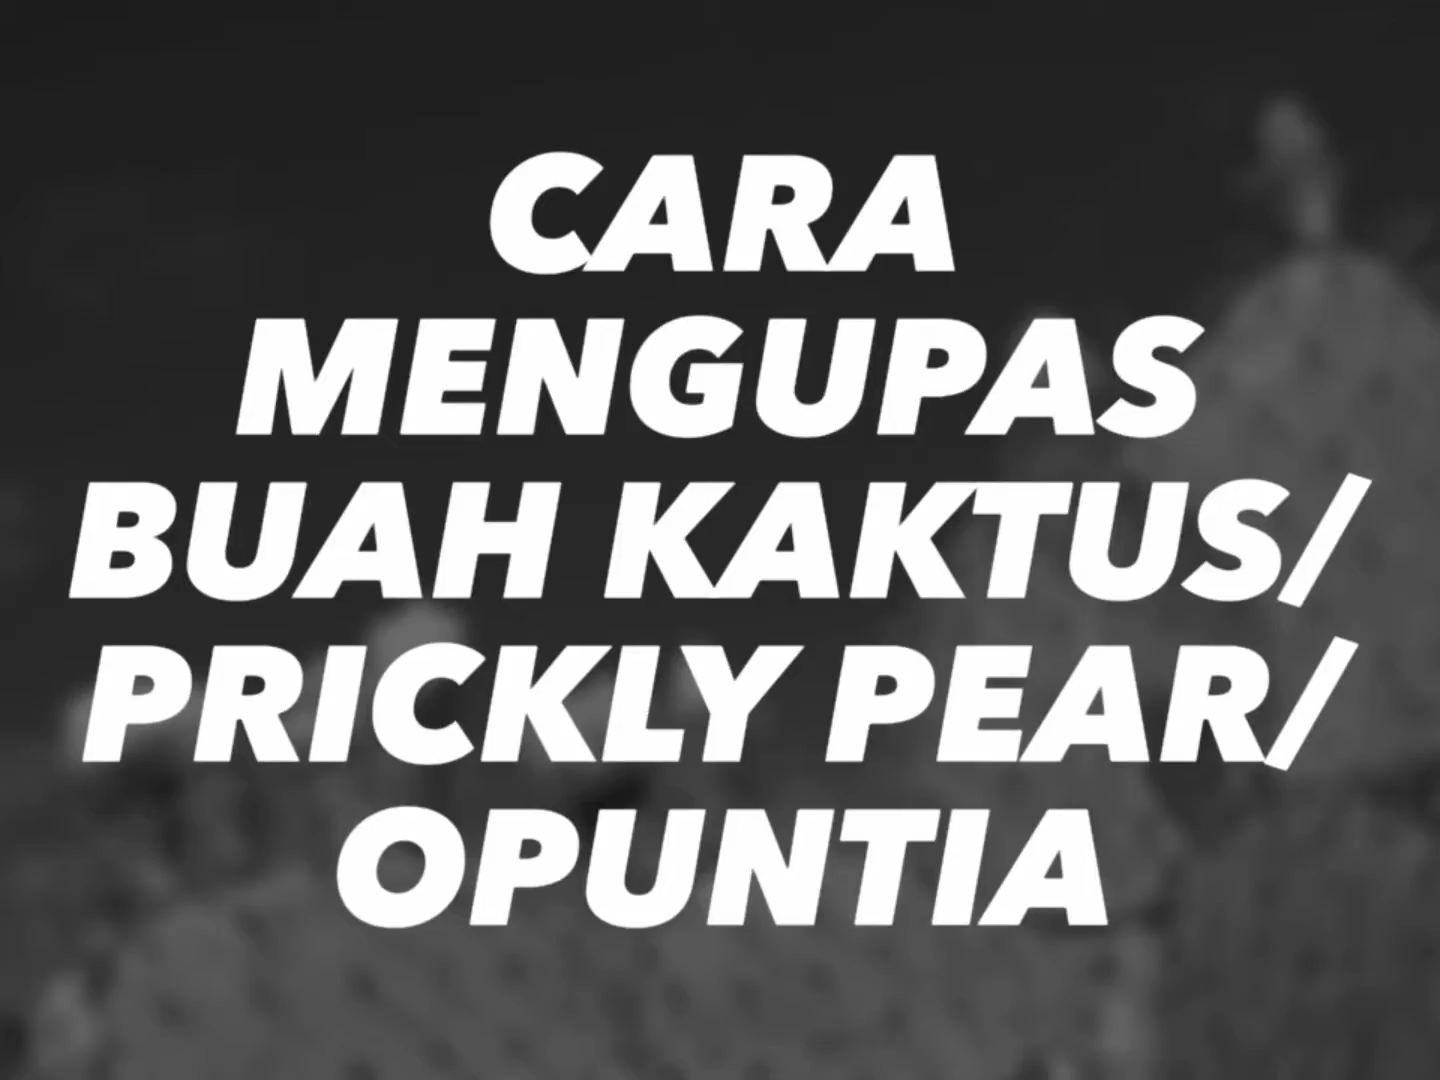 CARA
MENGUPAS
BUAH KAKTUS/
PRICKLY PEAR/
OPUNTIA